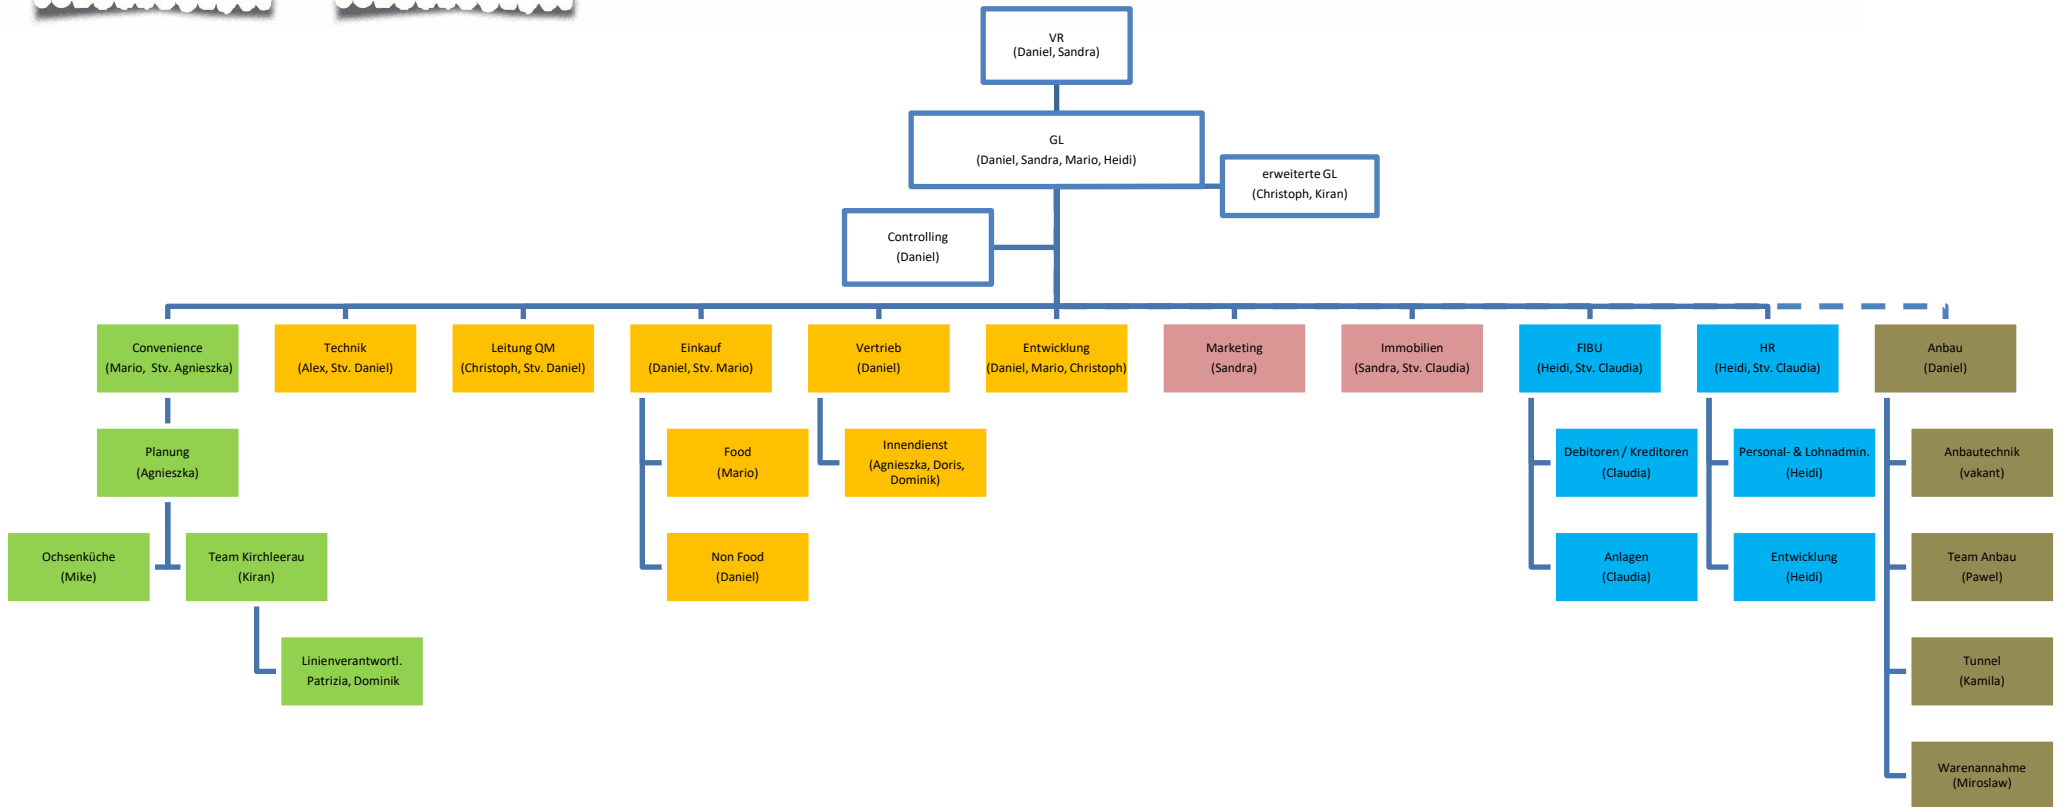 VR
(Daniel, Sandra)
GL
(Daniel, Sandra, Mario, Heidi)
erweiterte GL
(Christoph, Kiran)
Controlling
(Daniel)
Convenience
(Mario, Stv. Agnieszka)
Technik
(Alex, Stv. Daniel)
Leitung QM
(Christoph, Stv. Daniel)
Einkauf
(Daniel, Stv. Mario)
Vertrieb
(Daniel)
Entwicklung
(Daniel, Mario, Christoph)
Marketing
(Sandra)
Immobilien
(Sandra, Stv. Claudia)
FIBU
(Heidi, Stv. Claudia)
HR
(Heidi, Stv. Claudia)
Anbau
(Daniel)
Planung
(Agnieszka)
Food
(Mario)
Innendienst
(Agnieszka, Doris,
Dominik)
Debitoren / Kreditoren
(Claudia)
Personal- & Lohnadmin.
(Heidi)
Anbautechnik
(vakant)
Ochsenküche
(Mike)
Team Kirchleerau
(Kiran)
Non Food
(Daniel)
Anlagen
(Claudia)
Entwicklung
(Heidi)
Team Anbau
(Pawel)
Linienverantwortl.
Patrizia, Dominik
Tunnel
(Kamila)
Warenannahme
(Miroslaw)